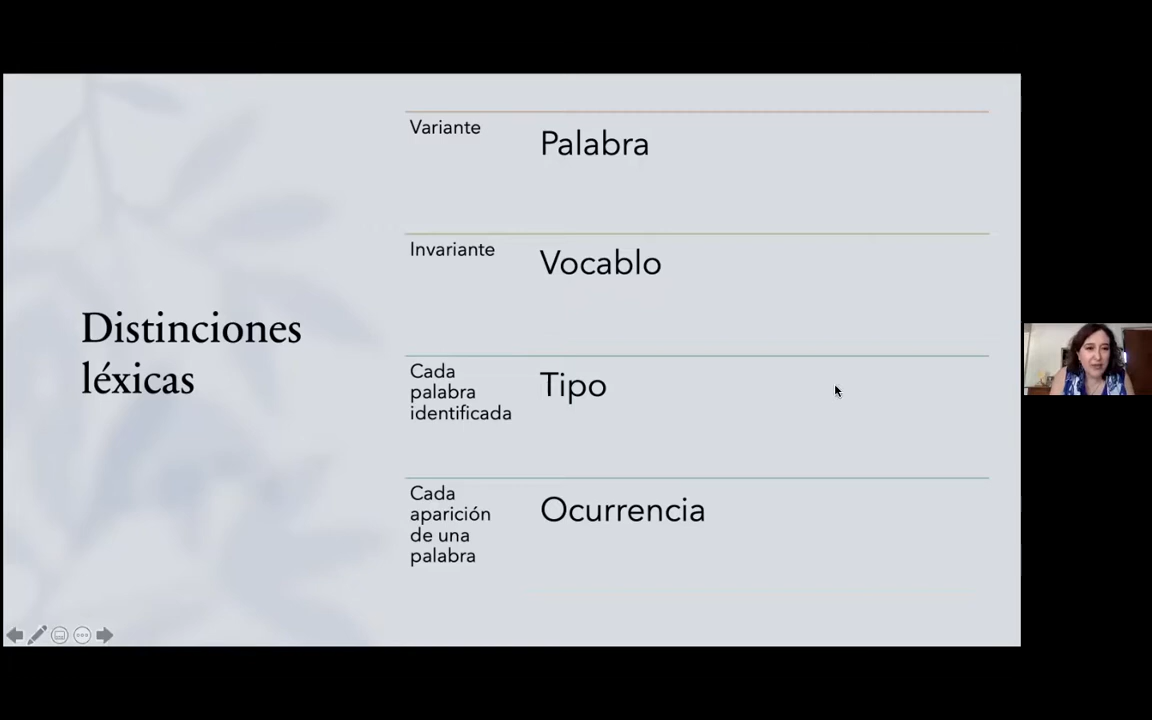 Distinciones
léxicas
Variante
Palabra
Invariante
Vocablo
Cada
palabra
identificada
Tipo
Cada
aparición
de una
palabra
Ocurrencia